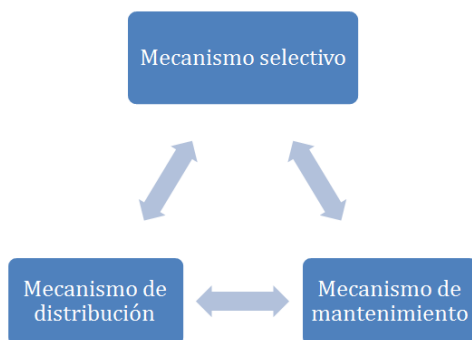 Mecanismo selectivo
Mecanismo de
distribución
Mecanismo de
mantenimiento